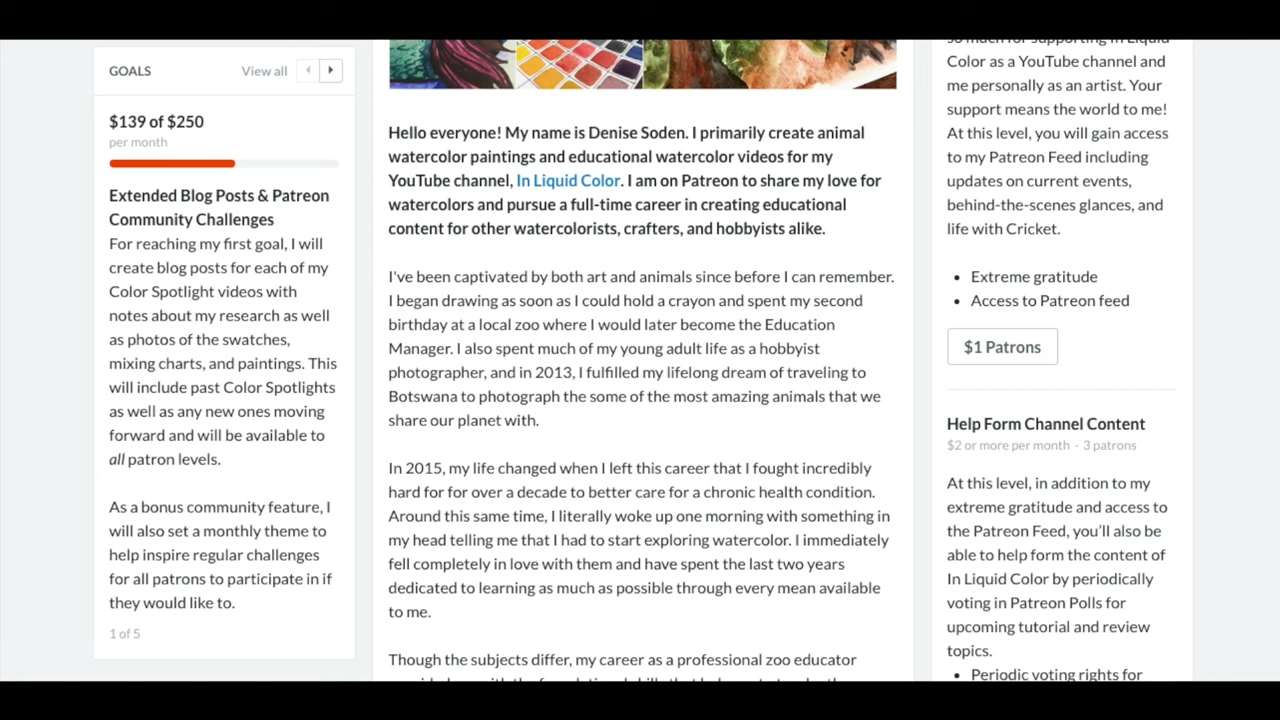 GOALS
View all
$139 of $250
per month
Extended Blog Posts & Patreon
Community Challenges
For reaching my first goal, I will
create blog posts for each of my
Color Spotlight videos with
notes about my research as well
as photos of the swatches,
mixing charts, and paintings. This
will include past Color Spotlights
as well as any new ones moving
forward and will be available to
all patron levels.
As a bonus community feature, I
will also set a monthly theme to
help inspire regular challenges
for all patrons to participate in if
they would like to.
1 of 5
Hello everyone! My name is Denise Soden. I primarily create animal
watercolor paintings and educational watercolor videos for my
YouTube channel, In Liquid Color. I am on Patreon to share my love for
watercolors and pursue a full-time career in creating educational
content for other watercolorists, crafters, and hobbyists alike.
I've been captivated by both art and animals since before I can remember.
I began drawing as soon as I could hold a crayon and spent my second
birthday at a local zoo where I would later become the Education
Manager. I also spent much of my young adult life as a hobbyist
photographer, and in 2013, I fulfilled my lifelong dream of traveling to
Botswana to photograph the some of the most amazing animals that we
share our planet with.
In 2015, my life changed when I left this career that I fought incredibly
hard for for over a decade to better care for a chronic health condition.
Around this same time, I literally woke up one morning with something in
my head telling me that I had to start exploring watercolor. I immediately
fell completely in love with them and have spent the last two years
dedicated to learning as much as possible through every mean available
to me.
Though the subjects differ, my career as a professional zoo educator
so much for supporting In Liquid
Color as a YouTube channel and
me personally as an artist. Your
support means the world to me!
At this level, you will gain access
to my Patreon Feed including
updates on current events,
behind-the-scenes glances, and
life with Cricket.
• Extreme gratitude
• Access to Patreon feed
$1 Patrons
Help Form Channel Content
$2 or more per month · 3 patrons
At this level, in addition to my
extreme gratitude and access to
the Patreon Feed, you'll also be
able to help form the content of
In Liquid Color by periodically
voting in Patreon Polls for
upcoming tutorial and review
topics.
• Periodic voting rights for